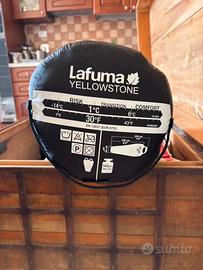 Lafuma
YELLOWSTONE
RISK TRANSITION COMFORT
-14°C 1°C 6°C
7°F 30°F 43°F
subito